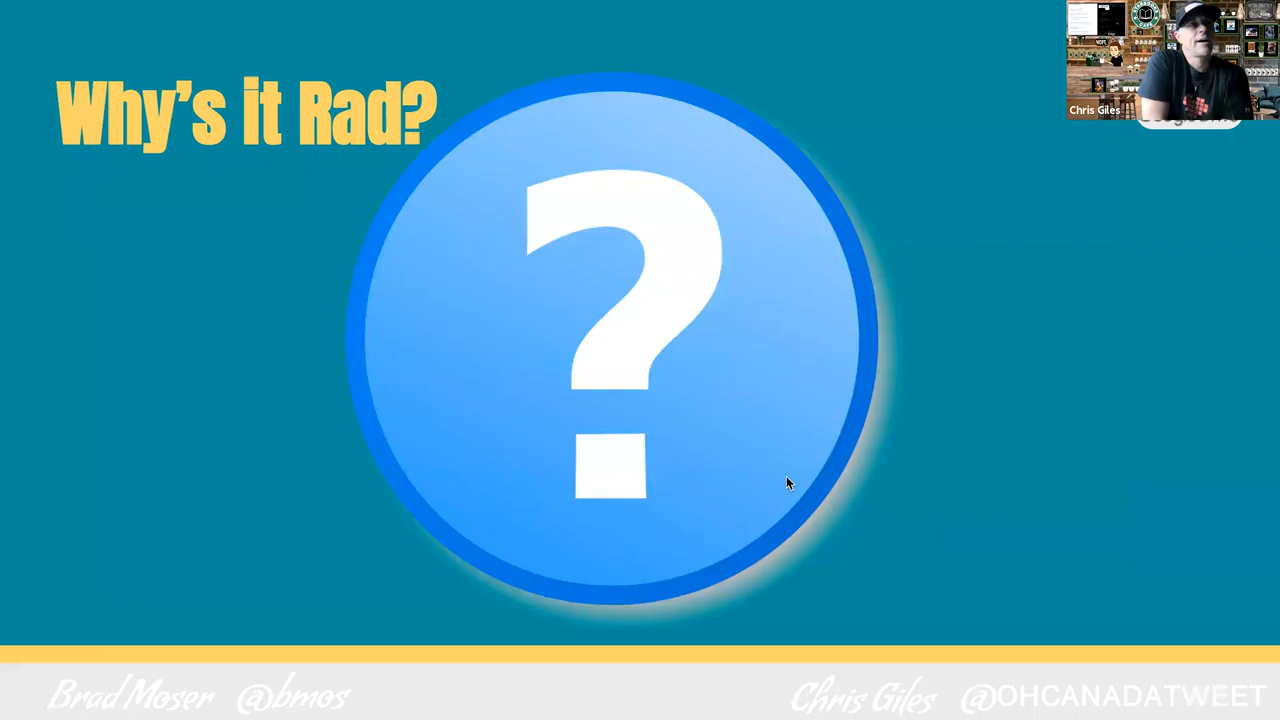 Why's it Rad?
?
Chris Giles
Brad Moser @bmos
Chris Giles @OHCANADATWEET